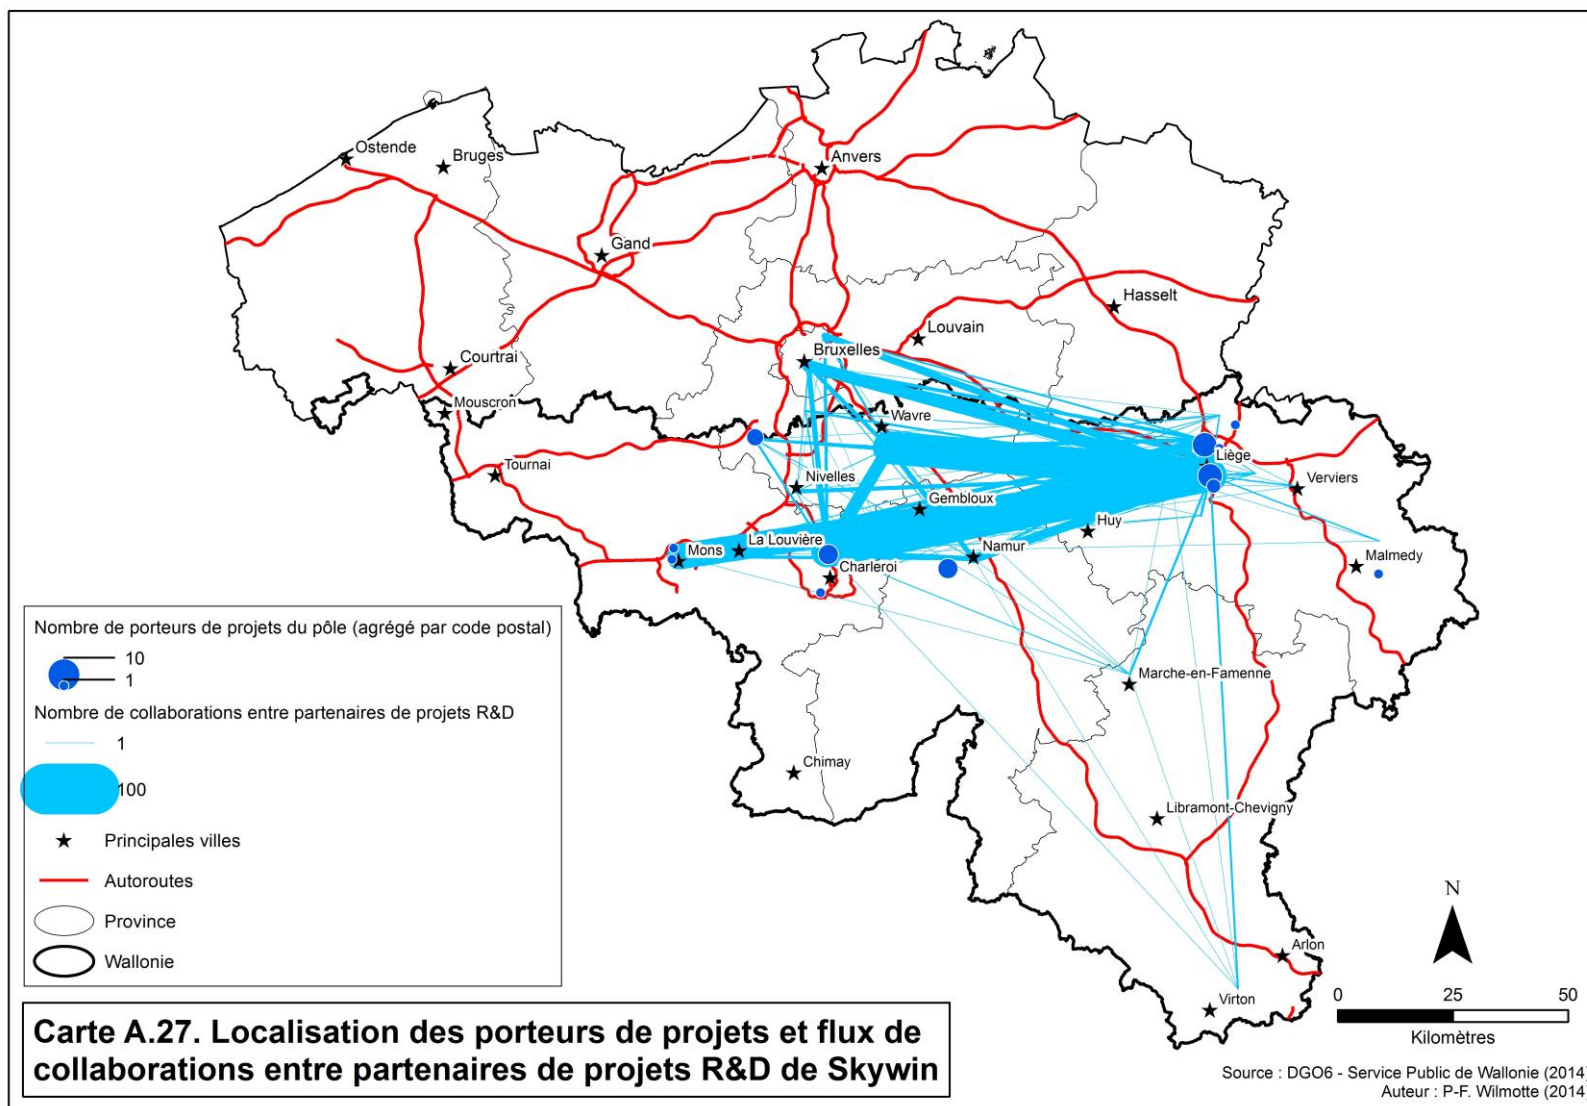 Ostende
Bruges
Anvers
Gand
Hasselt
Louvain
Bruxelles
Courtrai
Mouscron
Wavre
Liège
Tournai
Nivelles
Verviers
Gembloux
Huy
La Louvière
Mons
Namur
Malmedy
Charleroi
Marche-en-Famenne
Chimay
Libramont-Chevigny
Arlon
Virton
Nombre de porteurs de projets du pôle (agrégé par code postal)
10
1
Nombre de collaborations entre partenaires de projets R&D
1
100
Principales villes
Autoroutes
Province
Wallonie
N
0 25 50
Kilomètres
Carte A.27. Localisation des porteurs de projets et flux de
collaborations entre partenaires de projets R&D de Skywin
Source : DGO6 - Service Public de Wallonie (2014)
Auteur : P-F. Wilmotte (2014)